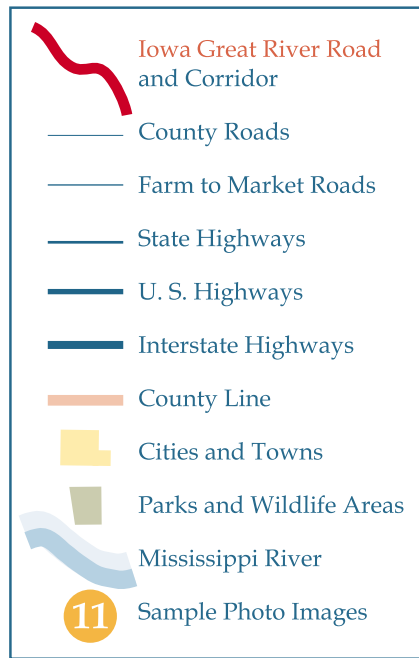 Iowa Great River Road
and Corridor
County Roads
Farm to Market Roads
State Highways
U. S. Highways
Interstate Highways
County Line
Cities and Towns
Parks and Wildlife Areas
Mississippi River
11 Sample Photo Images